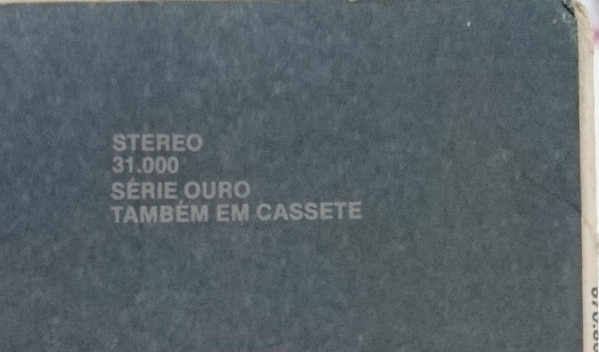 STEREO
31.000
SÉRIE OURO
TAMBÉM EM CASSETE